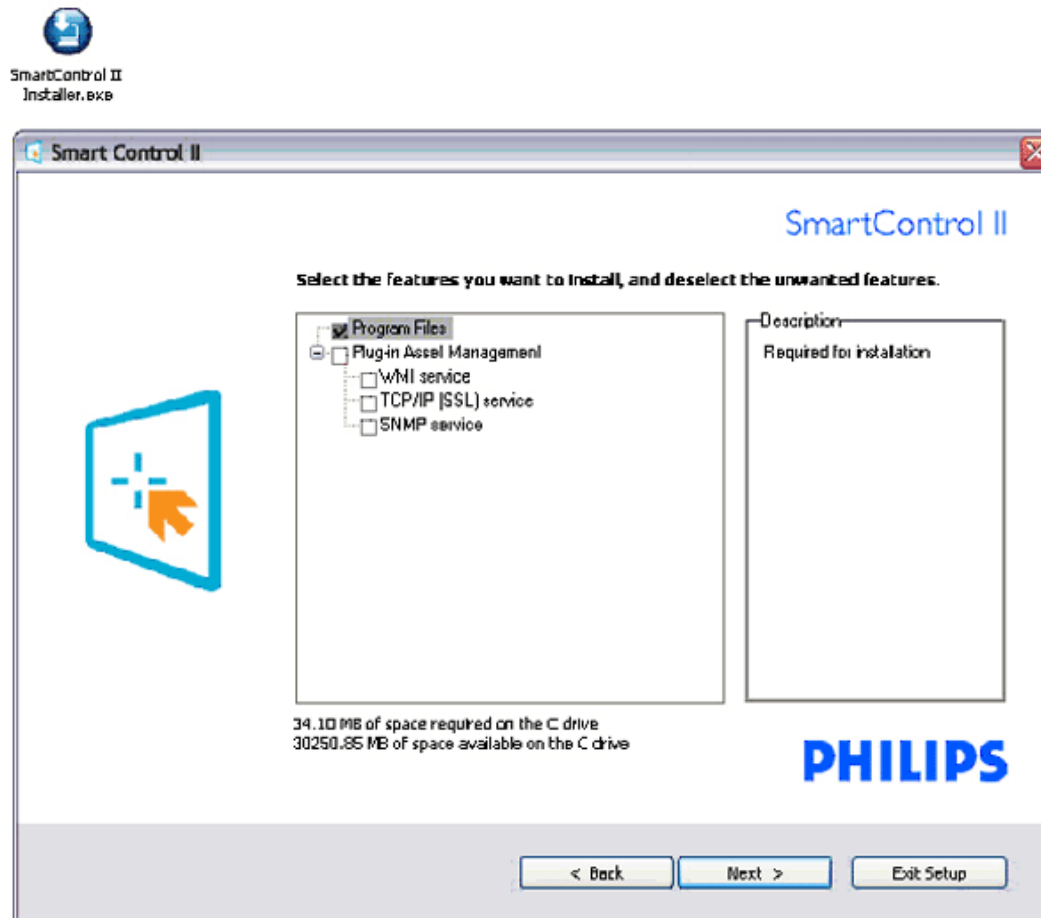 SmartControl II
Installer.exe
Smart Control II
SmartControl II
Select the features you want to install, and deselect the unwanted features.
Program Files
Description
Plug-in Asset Management
Required for installation
WMI service
TCP/IP (SSL) service
SNMP service
34.10 MB of space required on the C drive
30250.85 MB of space available on the C drive
PHILIPS
< Back
Next >
Exit Setup